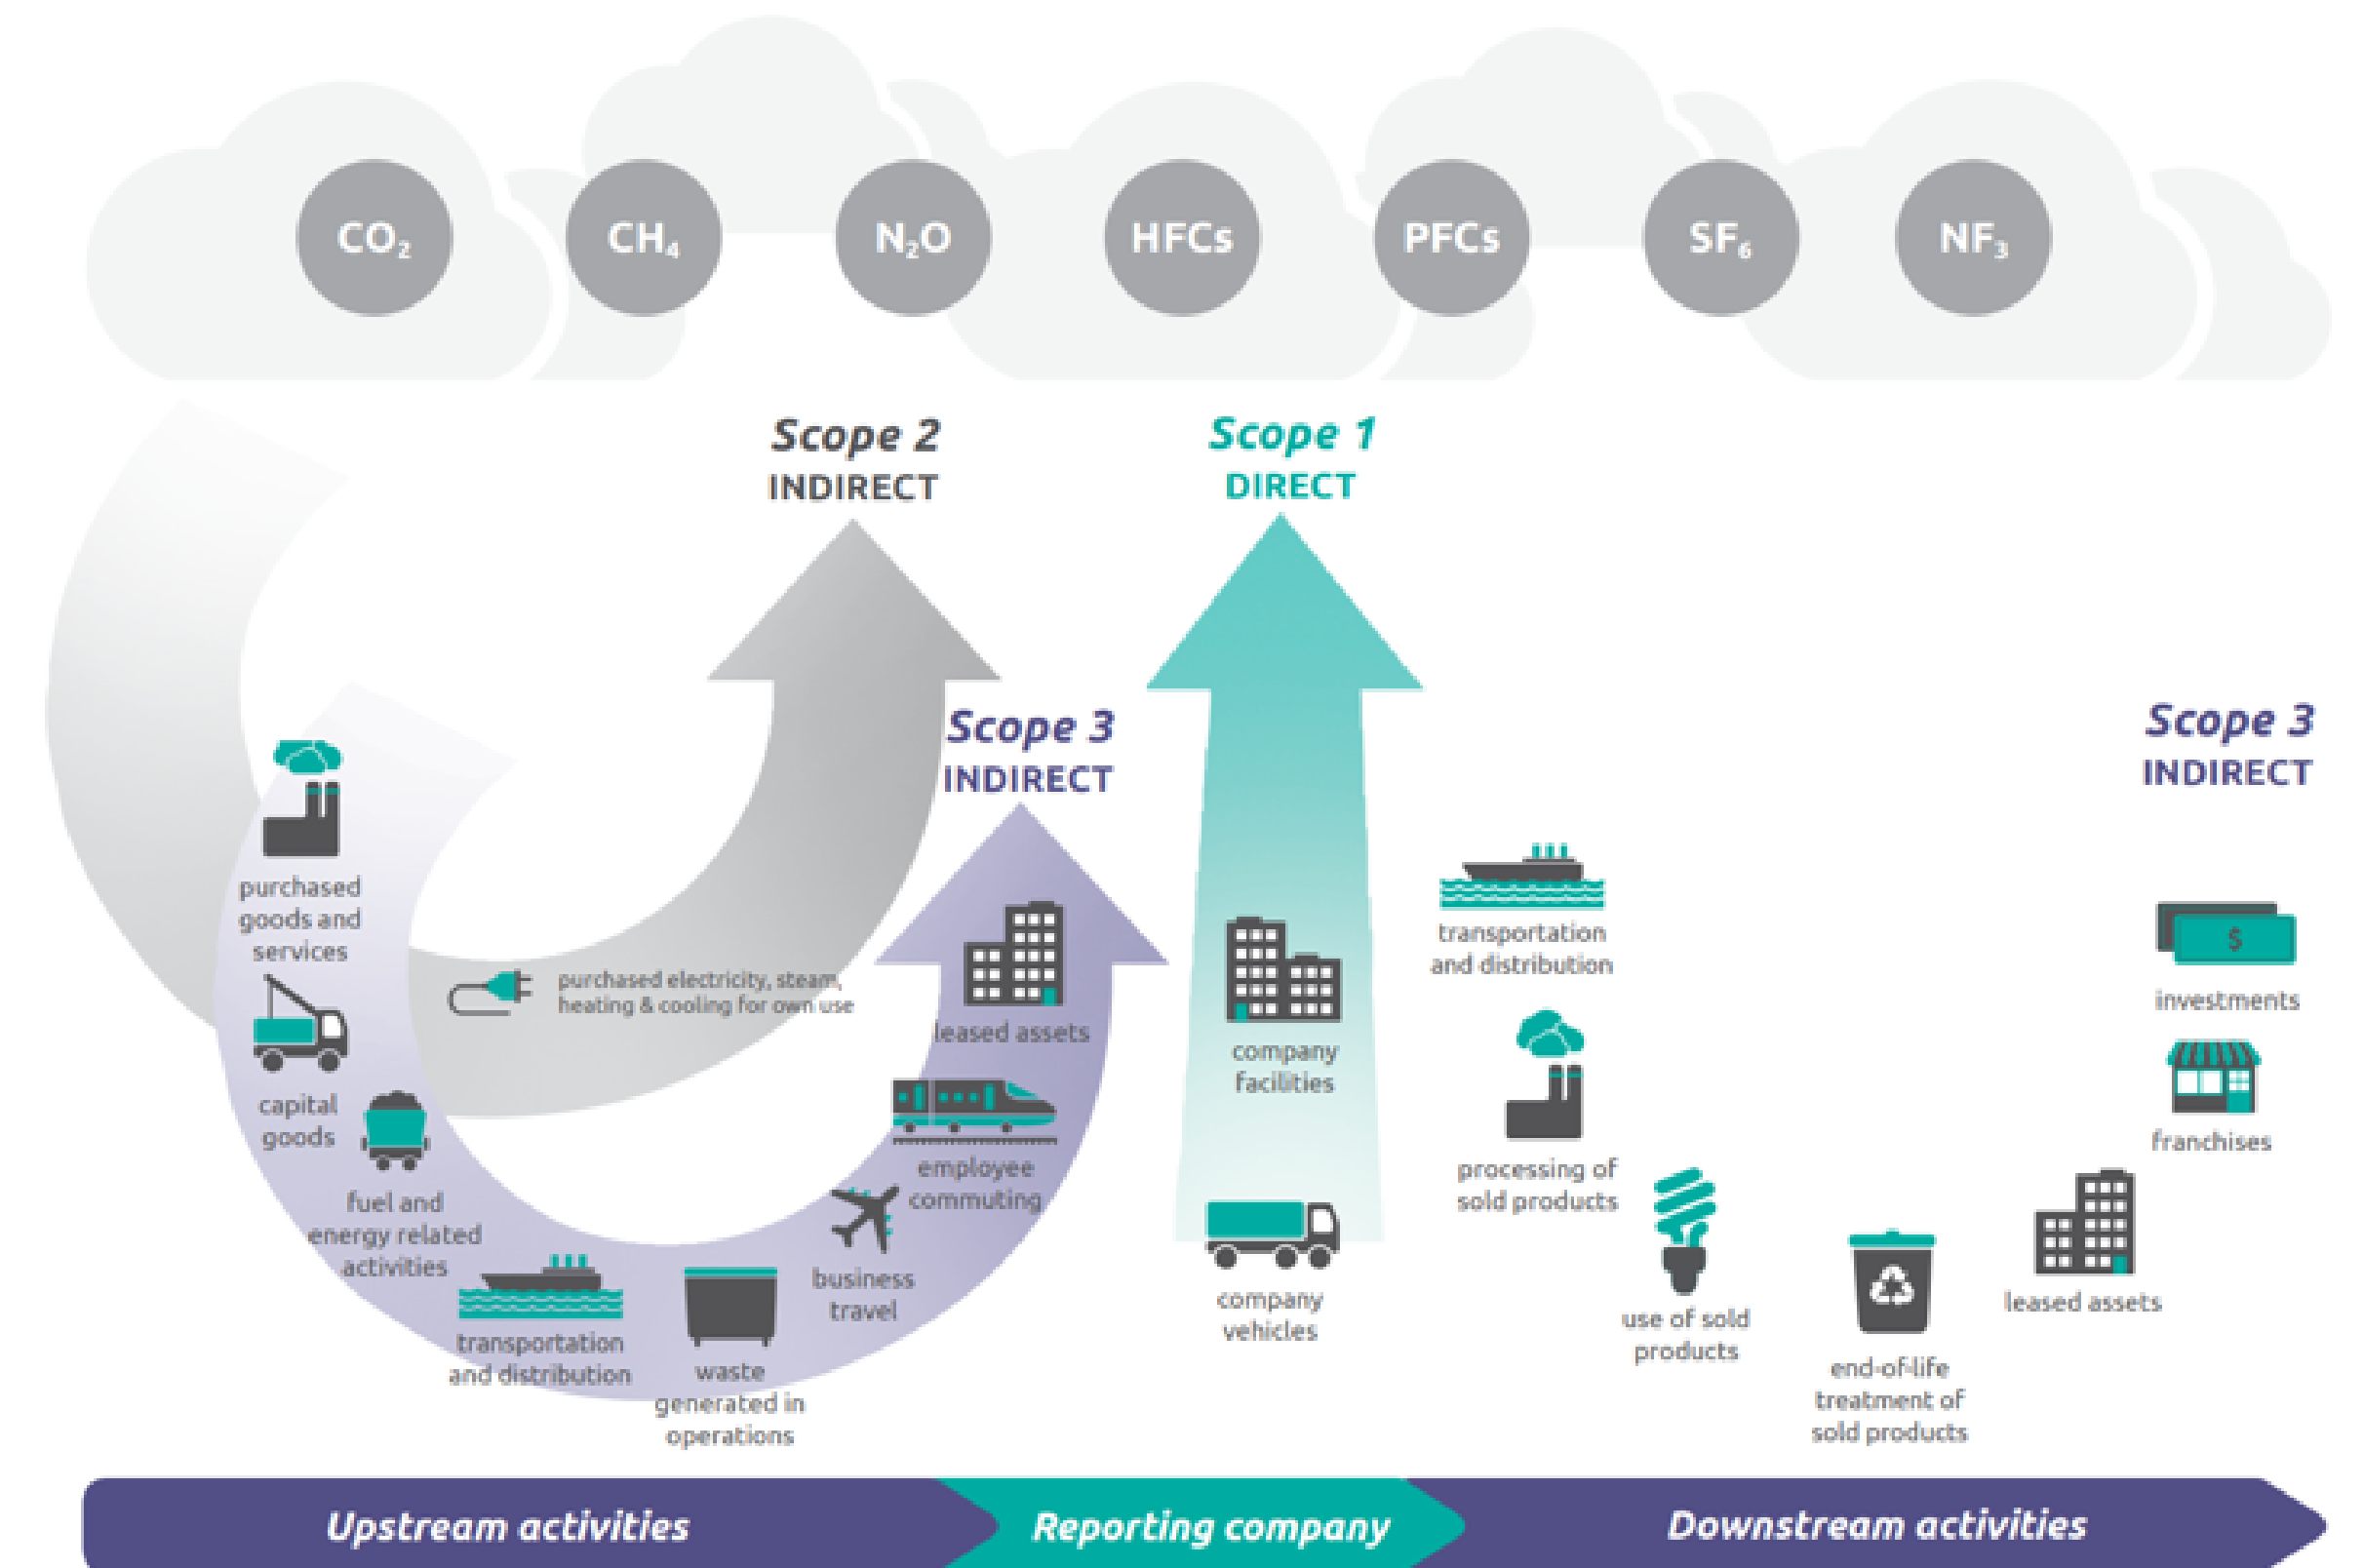 CO₂
CH₄
N₂O
HFCs
PFCs
SF₆
NF₃
Scope 2
INDIRECT
Scope 1
DIRECT
Scope 3
INDIRECT
Scope 3
INDIRECT
purchased
goods and
services
capital
goods
fuel and
energy related
activities
purchased electricity, steam,
heating & cooling for own use
transportation
and distribution
waste
generated in
operations
business
travel
employee
commuting
leased assets
company
facilities
company
vehicles
transportation
and distribution
processing of
sold products
use of sold
products
end-of-life
treatment of
sold products
leased assets
franchises
$
investments
Upstream activities
Reporting company
Downstream activities